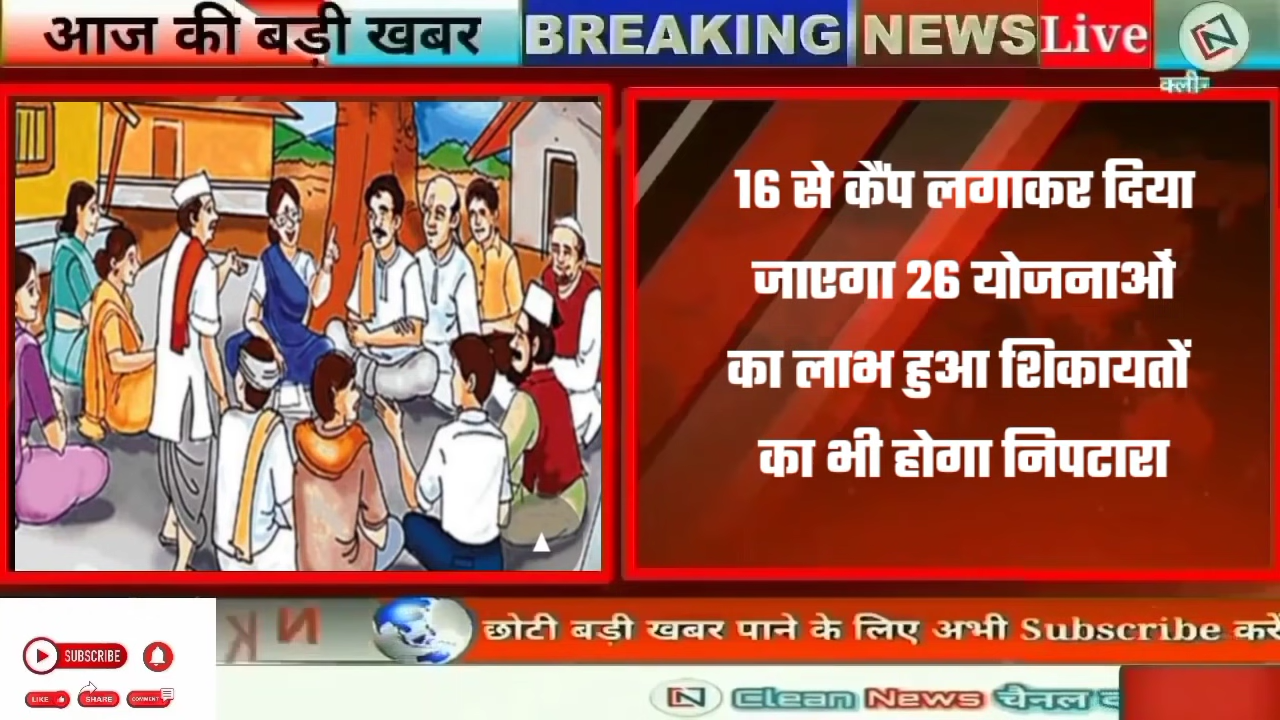 आज की बड़ी खबर BREAKING NEWS Live
क्लीन
16 से कैंप लगाकर दिया
जाएगा 26 योजनाओं
का लाभ हुआ शिकायतों
का भी होगा निपटारा
छोटी बड़ी खबर पाने के लिए अभी Subscribe करें
SUBSCRIBE
LIKE SHARE COMMENT
Clean News चैनल